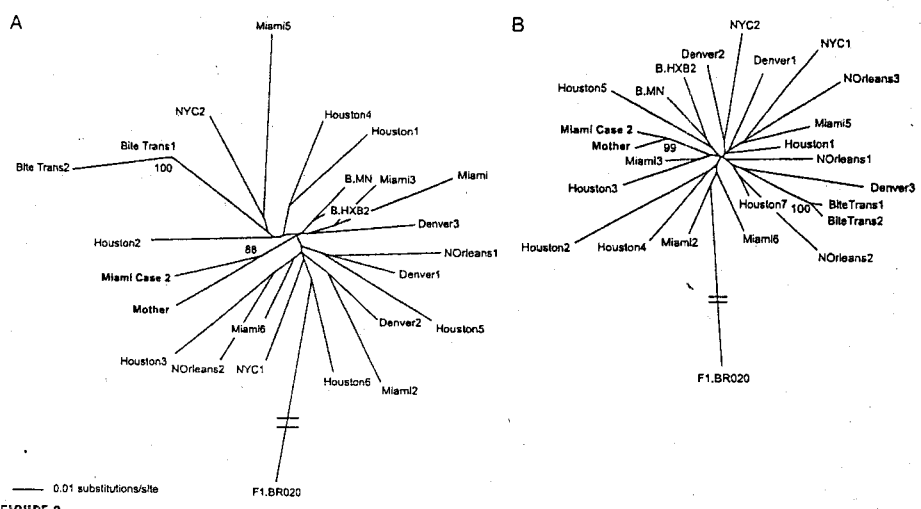 A
Miami5
NYC2
Houston4
Houston1
Bite Trans1
Bite Trans2
100
B.MN
Miami3
Miami
B.HXB2
Denver3
Houston2
88
NOrleans1
Miami Case 2
Denver1
Mother
Miami6
Denver2
Houston5
Houston3
NOrleans2
NYC1
Houston6
Miami2
F1.BR020
0.01 substitutions/site
B
NYC2
NYC1
Denver2
B.HXB2
Denver1
Houston5
B.MN
NOrleans3
Miami Case 2
Miami5
Mother
99
Houston1
Miami3
NOrleans1
Houston3
Denver3
Houston7
100
BiteTrans1
BiteTrans2
Houston2
Houston4
Miami2
Miami6
NOrleans2
F1.BR020